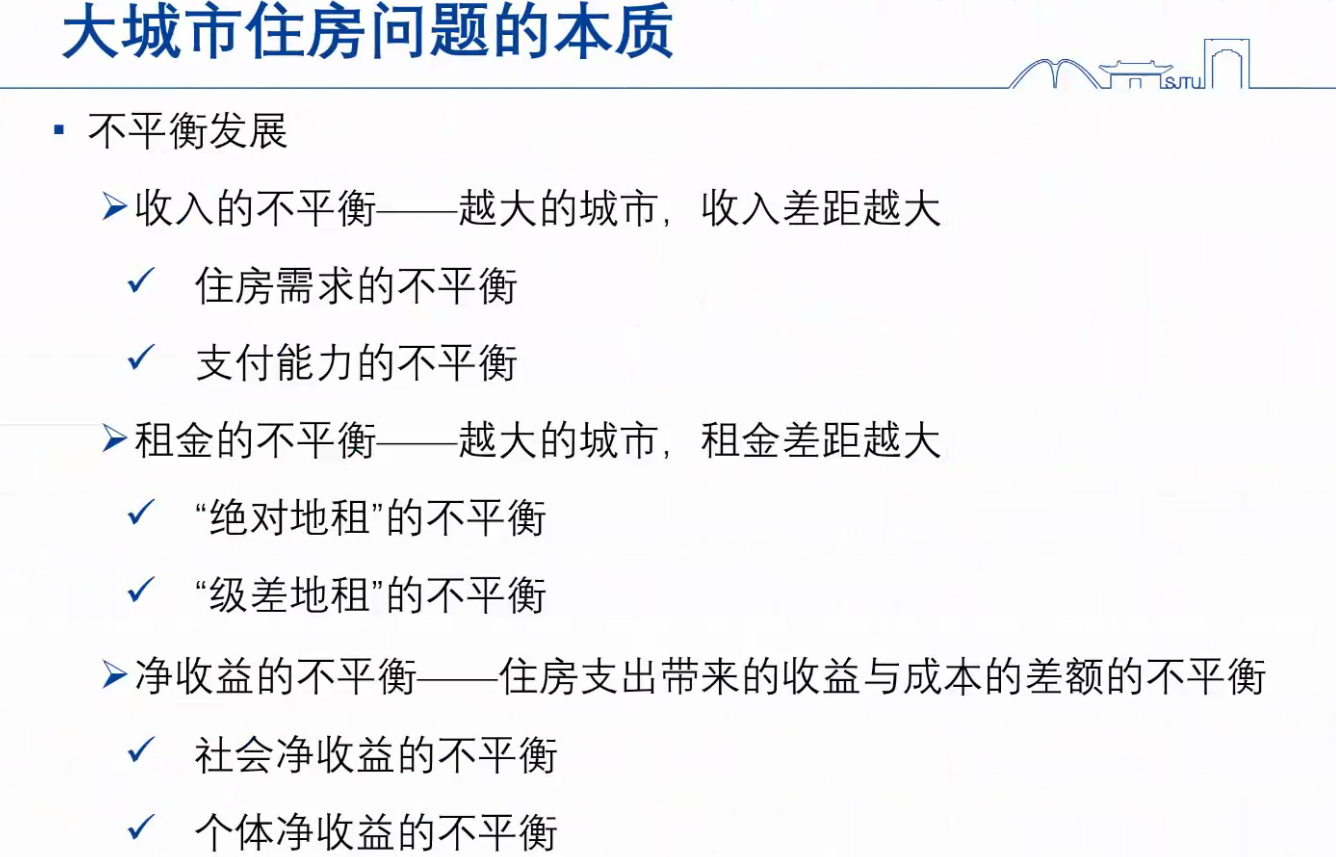 大城市住房问题的本质
SJTU
▪ 不平衡发展
➢收入的不平衡——越大的城市，收入差距越大
✓ 住房需求的不平衡
✓ 支付能力的不平衡
➢租金的不平衡——越大的城市，租金差距越大
✓ “绝对地租”的不平衡
✓ “级差地租”的不平衡
➢净收益的不平衡——住房支出带来的收益与成本的差额的不平衡
✓ 社会净收益的不平衡
✓ 个体净收益的不平衡